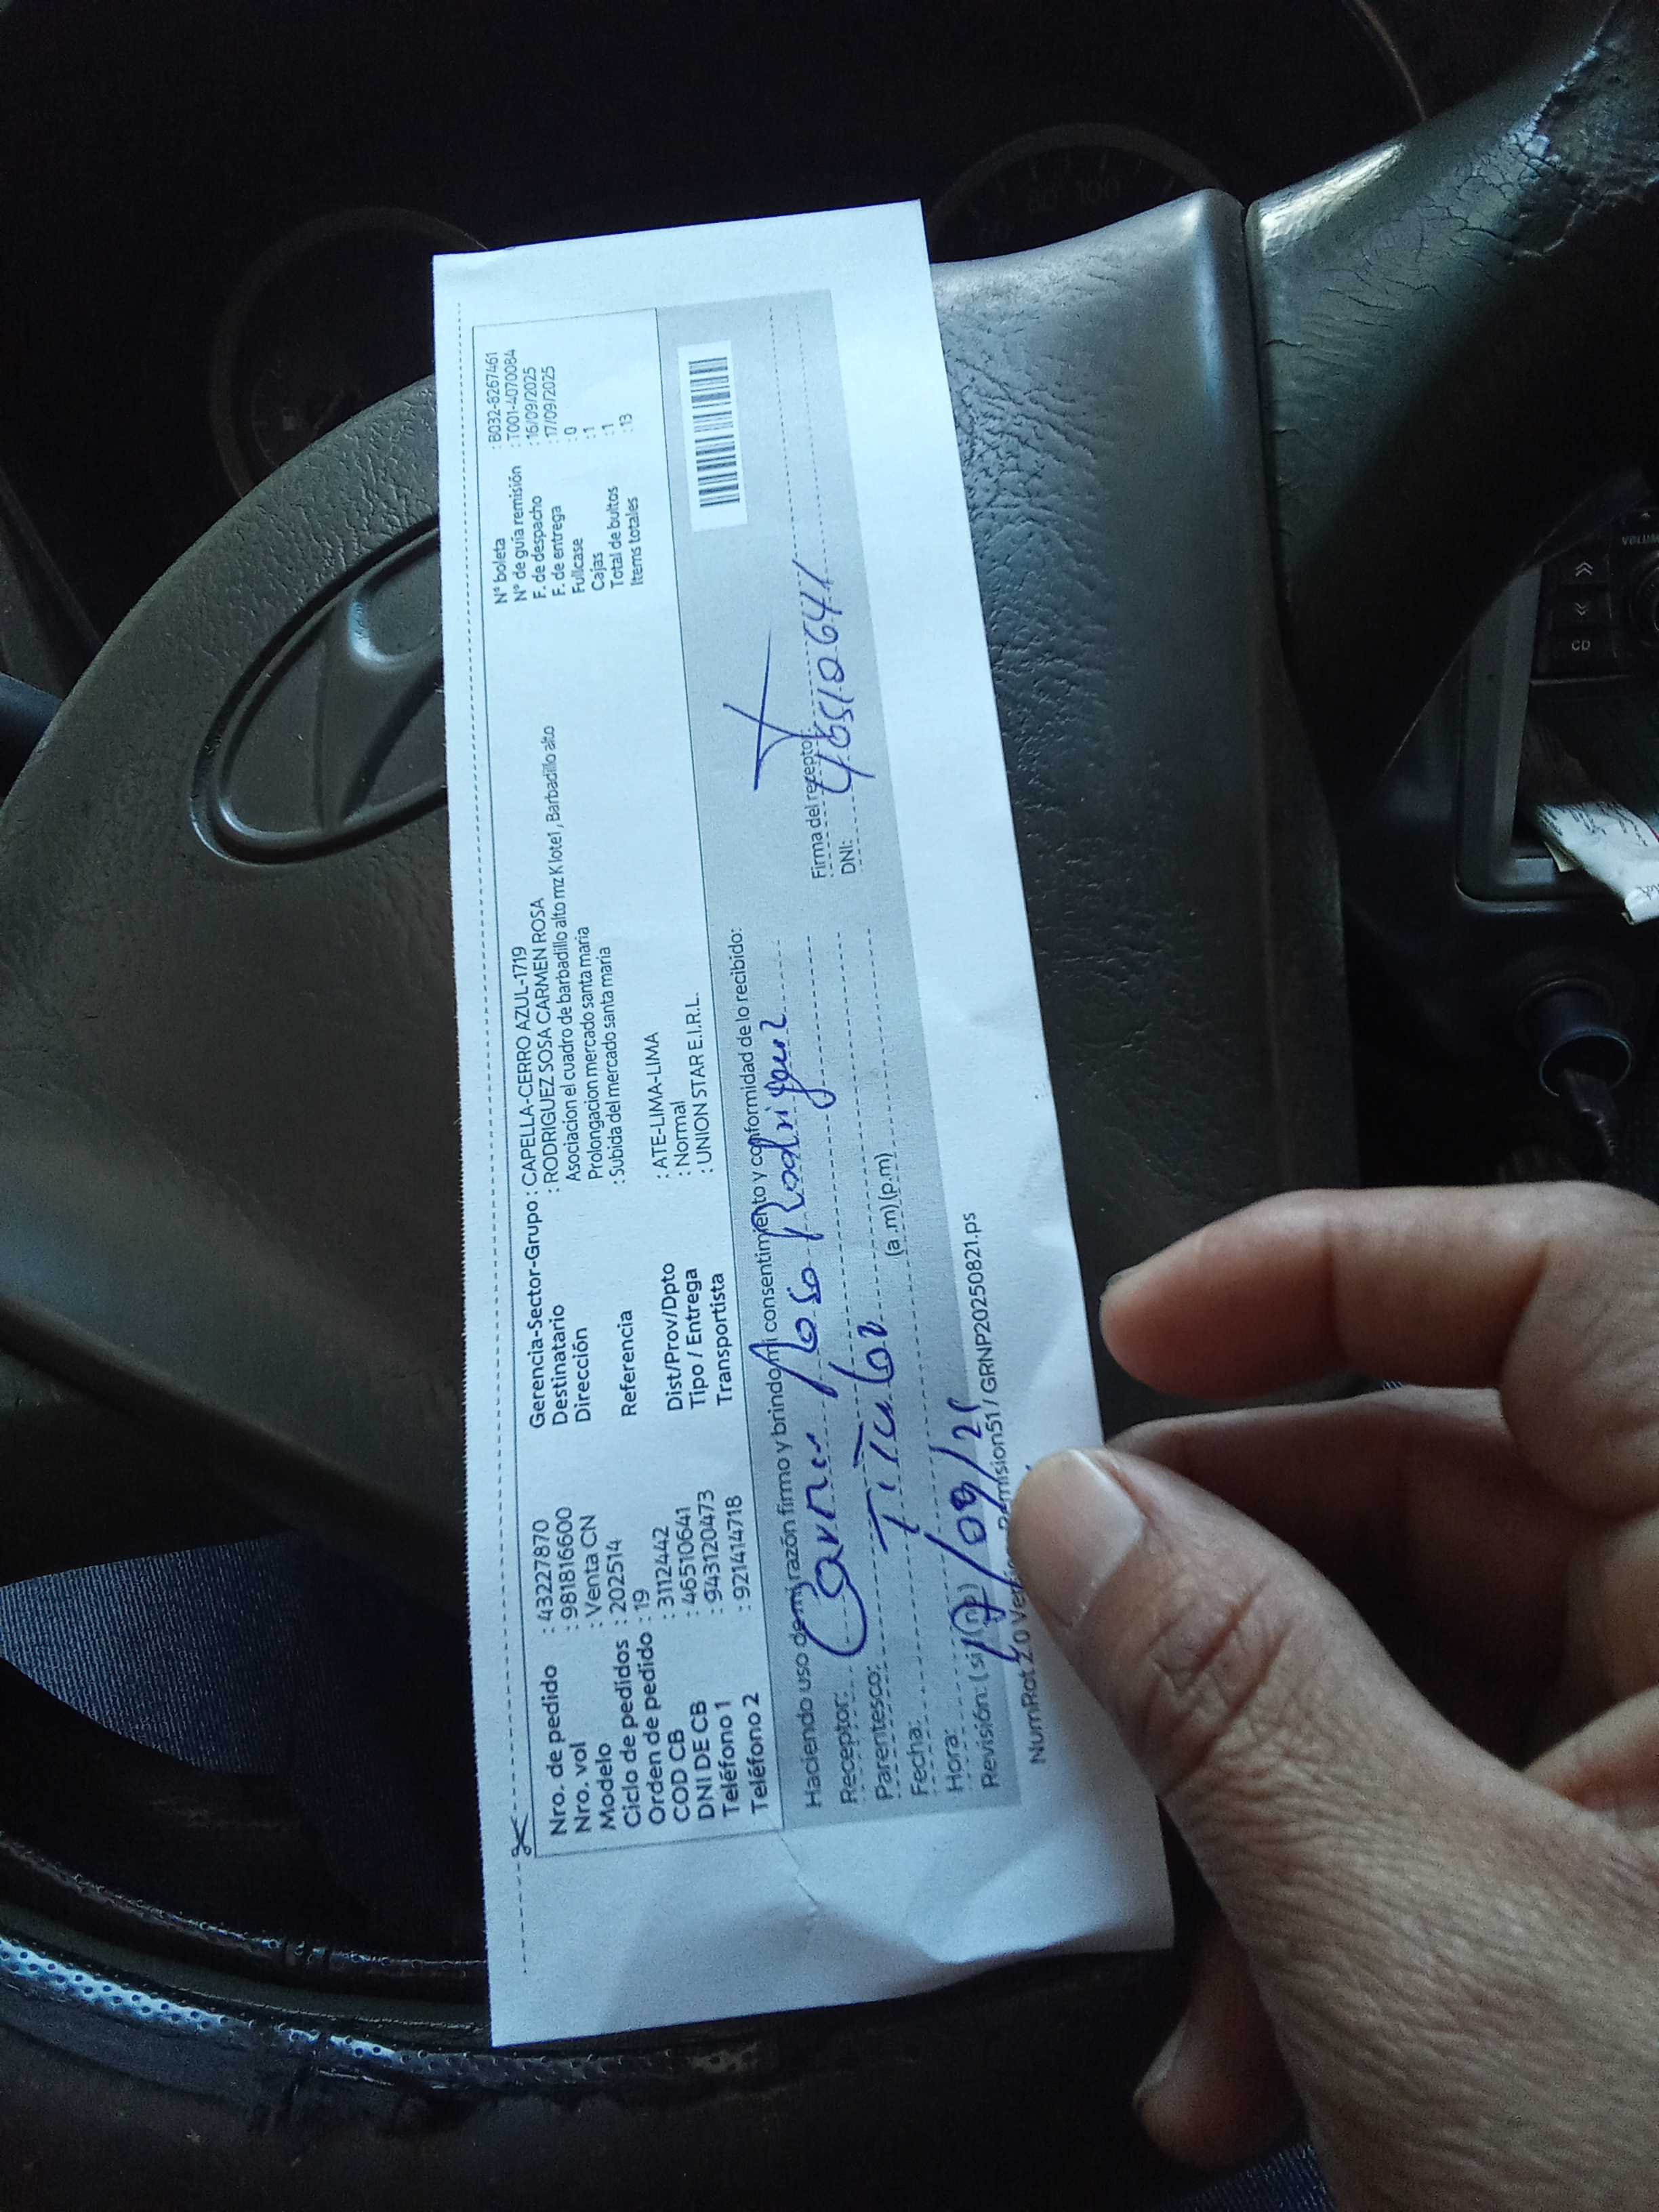 Nro. de pedido : 43227870
Nro. vol : 981816600
Modelo : Venta CN
Ciclo de pedidos : 202514
Orden de pedido : 19
COD CB : 3112442
DNI DE CB : 46510641
Teléfono 1 : 943120473
Teléfono 2 : 921414718
Gerencia-Sector-Grupo : CAPELLA-CERRO AZUL-1719
Destinatario : RODRIGUEZ SOSA CARMEN ROSA
Dirección Asociacion el cuadro de barbadillo alto mz K lote1 , Barbadillo alto
Prolongacion mercado santa maria
Referencia : Subida del mercado santa maria
Dist/Prov/Dpto : ATE-LIMA-LIMA
Tipo / Entrega : Normal
Transportista : UNION STAR E.I.R.L.
N° boleta : B032-8267461
N° de guía remisión : T001-4070084
F. de despacho : 16/09/2025
F. de entrega : 17/09/2025
Fullcase : 0
Cajas : 1
Total de bultos : 1
Items totales : 13
Haciendo uso de mi razón firmo y brindo mi consentimiento y conformidad de lo recibido:
Receptor: Carmen Rosa Rodriguez
Parentesco: Titular
Fecha: 17/09/25
Hora: (a .m) (p.m)
Revisión: ( si ) ( no )
Firma del receptor:
DNI: 46510641
NumRot 2.0 Remision51 / GRNP20250821.ps
80 100
CD